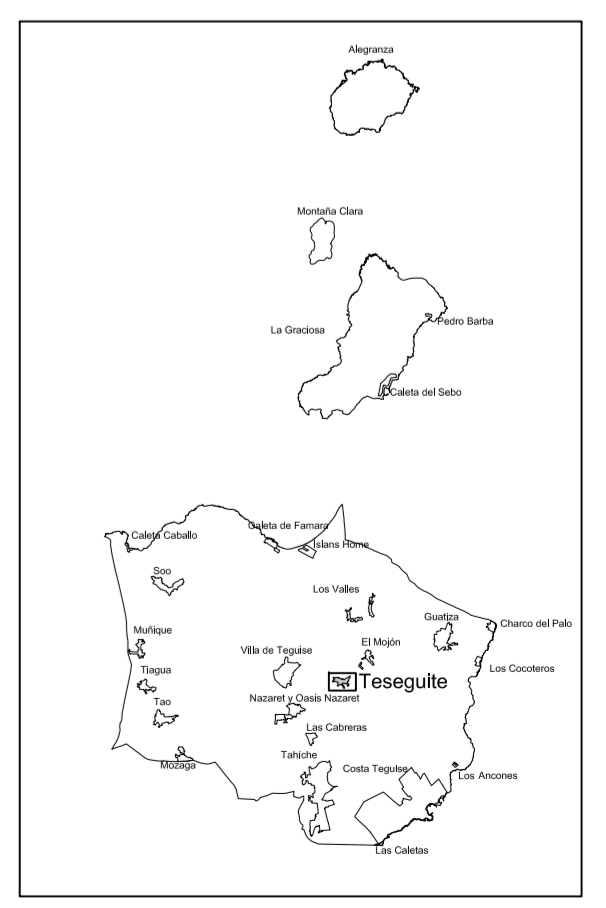 Alegranza
Montaña Clara
La Graciosa
Pedro Barba
Caleta del Sebo
Caleta de Famara
Caleta Caballo
Islans Home
Soo
Los Valles
Guatiza
Charco del Palo
Muñique
El Mojón
Villa de Teguise
Los Cocoteros
Tiagua
Teseguite
Nazaret y Oasis Nazaret
Tao
Las Cabreras
Tahíche
Mozaga
Costa Teguise
Los Ancones
Las Caletas